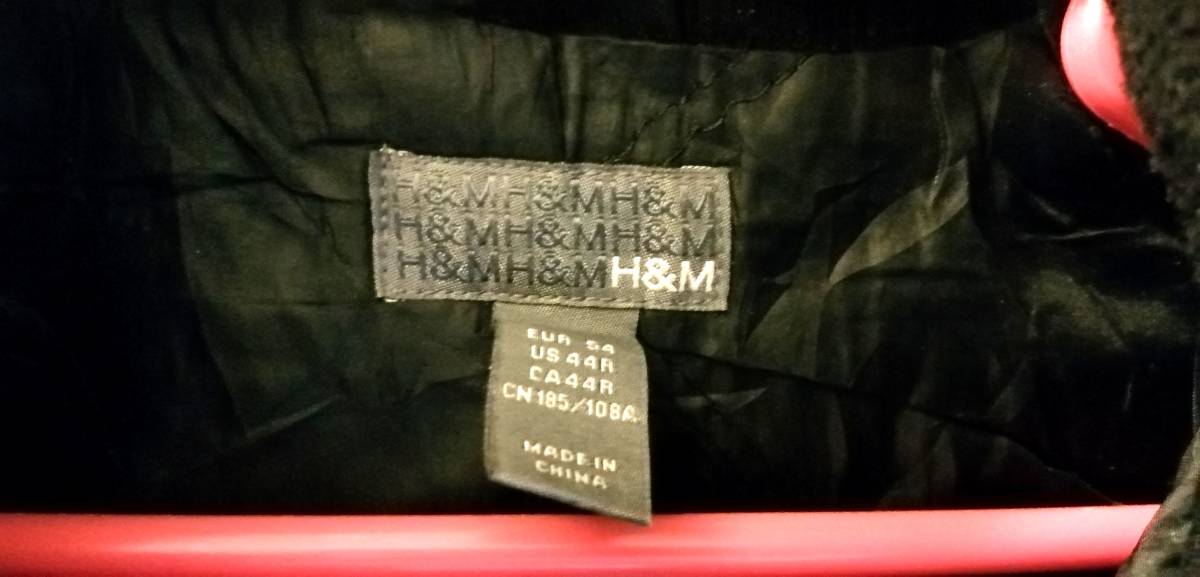 H&MH&MH&M
H&MH&MH&M
H&MH&MH&M
EUR 54
US 44R
CA 44R
CN 185/108A
MADE IN
CHINA